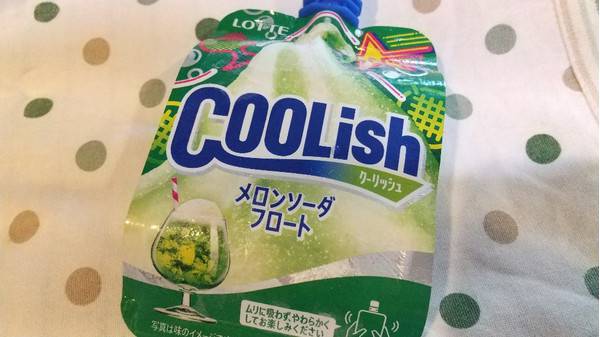 LOTTE
COOLish
クーリッシュ
メロンソーダ
フロート
ムリに吸わず、やわらかく
してお楽しみください
写真は味のイメージ